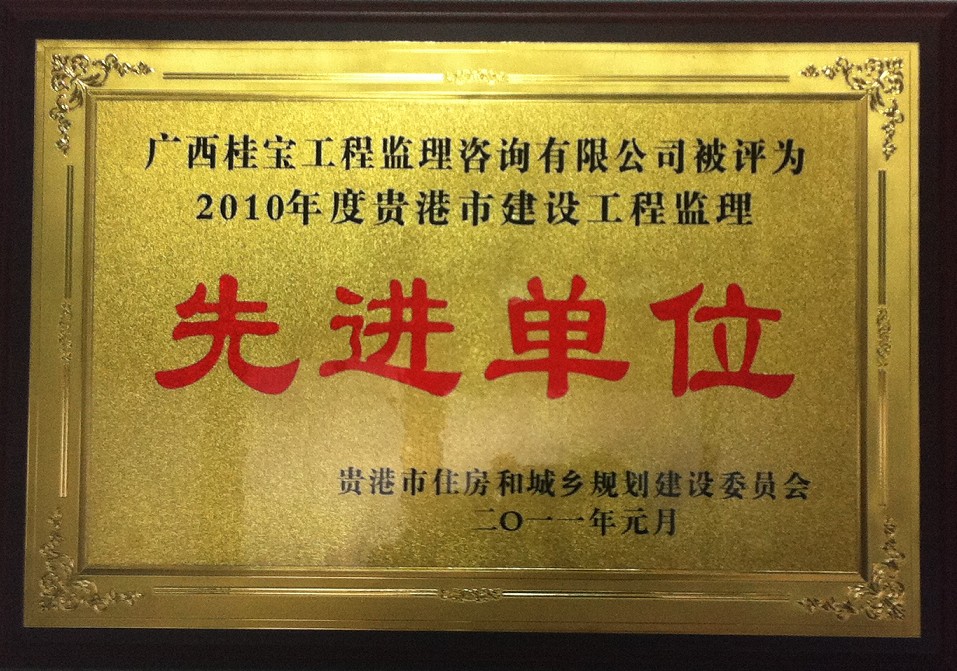 广西桂宝工程监理咨询有限公司被评为
2010年度贵港市建设工程监理
先进单位
贵港市住房和城乡规划建设委员会
二O一一年元月